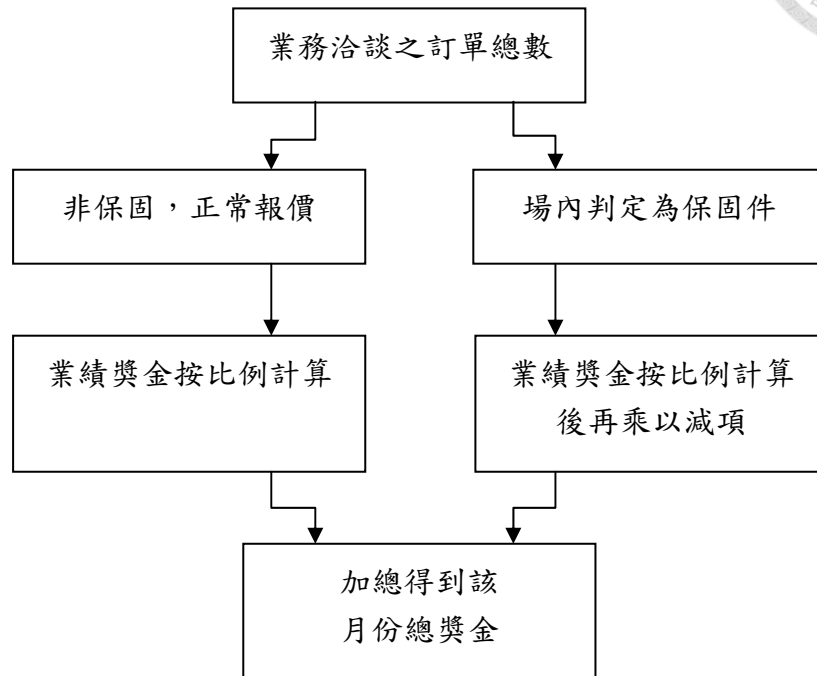 業務洽談之訂單總數
非保固，正常報價
場內判定為保固件
業績獎金按比例計算
業績獎金按比例計算
後再乘以減項
加總得到該
月份總獎金